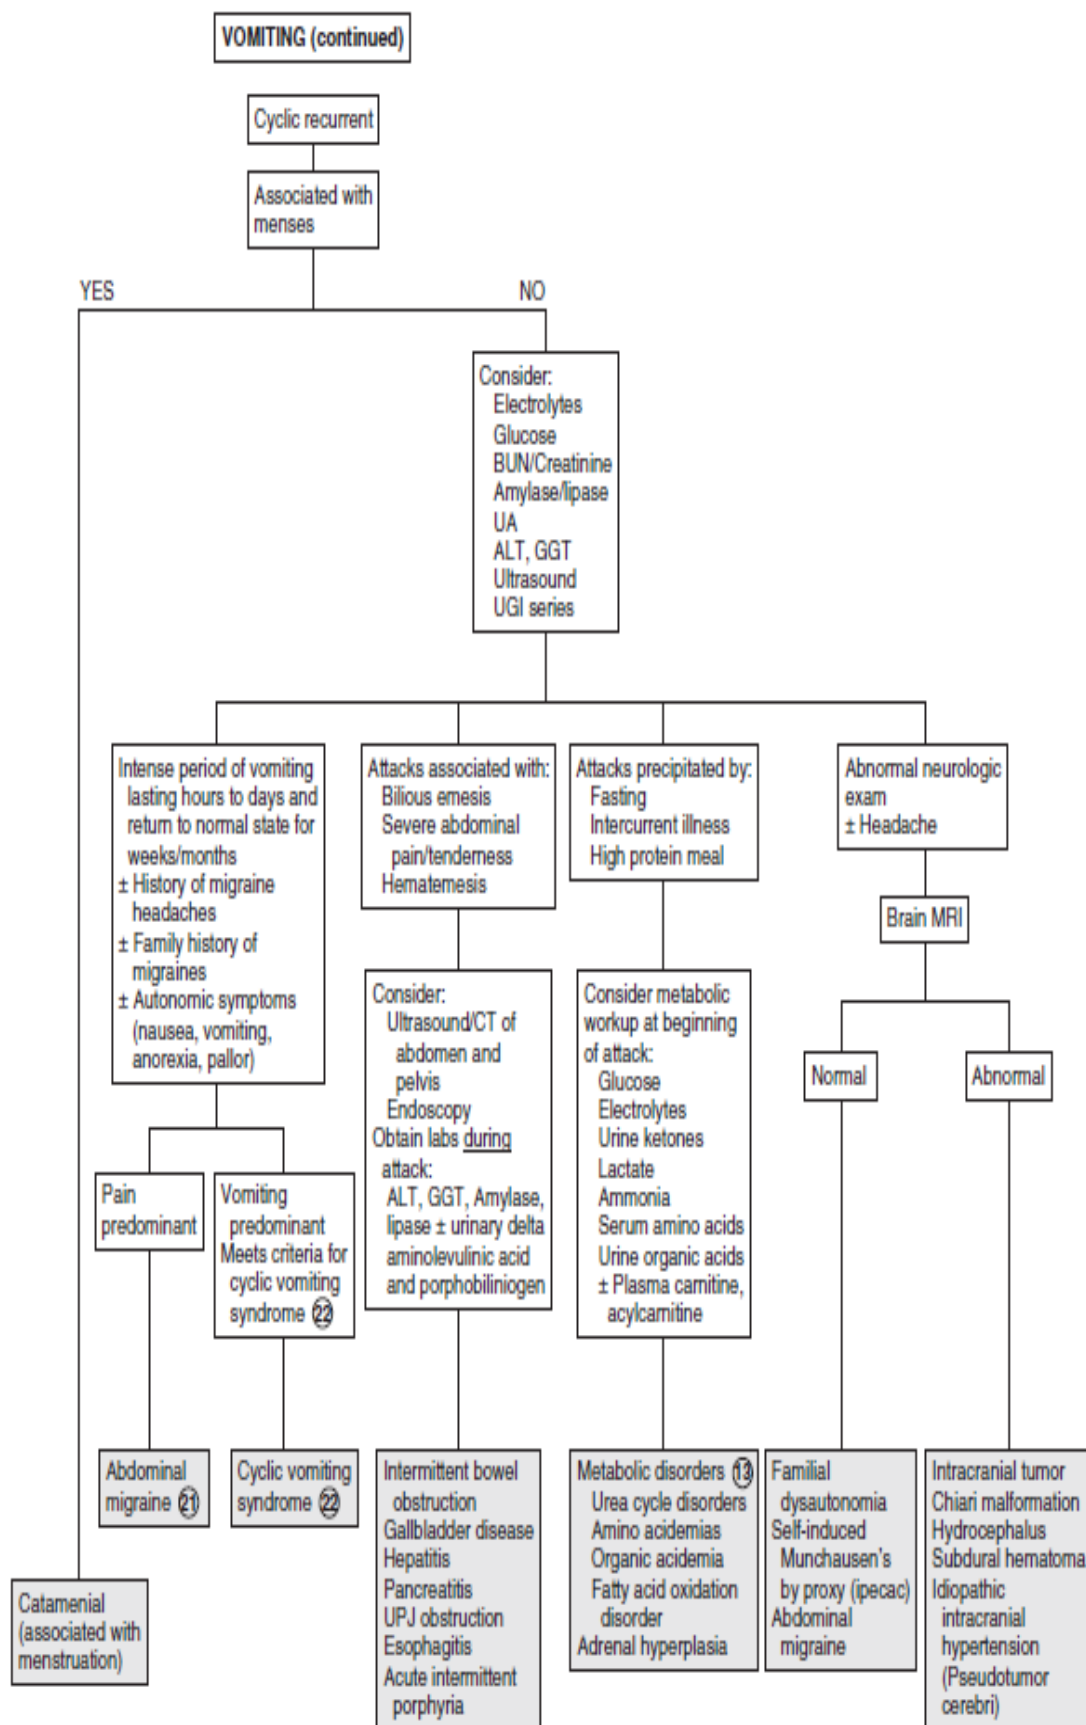 VOMITING (continued)
Cyclic recurrent
Associated with
menses
YES
NO
Consider:
Electrolytes
Glucose
BUN/Creatinine
Amylase/lipase
UA
ALT, GGT
Ultrasound
UGI series
Intense period of vomiting
lasting hours to days and
return to normal state for
weeks/months
± History of migraine
headaches
± Family history of
migraines
± Autonomic symptoms
(nausea, vomiting,
anorexia, pallor)
Attacks associated with:
Bilious emesis
Severe abdominal
pain/tenderness
Hematemesis
Attacks precipitated by:
Fasting
Intercurrent illness
High protein meal
Abnormal neurologic
exam
± Headache
Brain MRI
Consider:
Ultrasound/CT of
abdomen and
pelvis
Endoscopy
Obtain labs during
attack:
ALT, GGT, Amylase,
lipase ± urinary delta
aminolevulinic acid
and porphobiliniogen
Consider metabolic
workup at beginning
of attack:
Glucose
Electrolytes
Urine ketones
Lactate
Ammonia
Serum amino acids
Urine organic acids
± Plasma carnitine,
acylcarnitine
Normal
Abnormal
Pain
predominant
Vomiting
predominant
Meets criteria for
cyclic vomiting
syndrome 22
Abdominal
migraine 21
Cyclic vomiting
syndrome 22
Intermittent bowel
obstruction
Gallbladder disease
Hepatitis
Pancreatitis
UPJ obstruction
Esophagitis
Acute intermittent
porphyria
Metabolic disorders 13
Urea cycle disorders
Amino acidemias
Organic acidemia
Fatty acid oxidation
disorder
Adrenal hyperplasia
Familial
dysautonomia
Self-induced
Munchausen's
by proxy (ipecac)
Abdominal
migraine
Intracranial tumor
Chiari malformation
Hydrocephalus
Subdural hematoma
Idiopathic
intracranial
hypertension
(Pseudotumor
cerebri)
Catamenial
(associated with
menstruation)